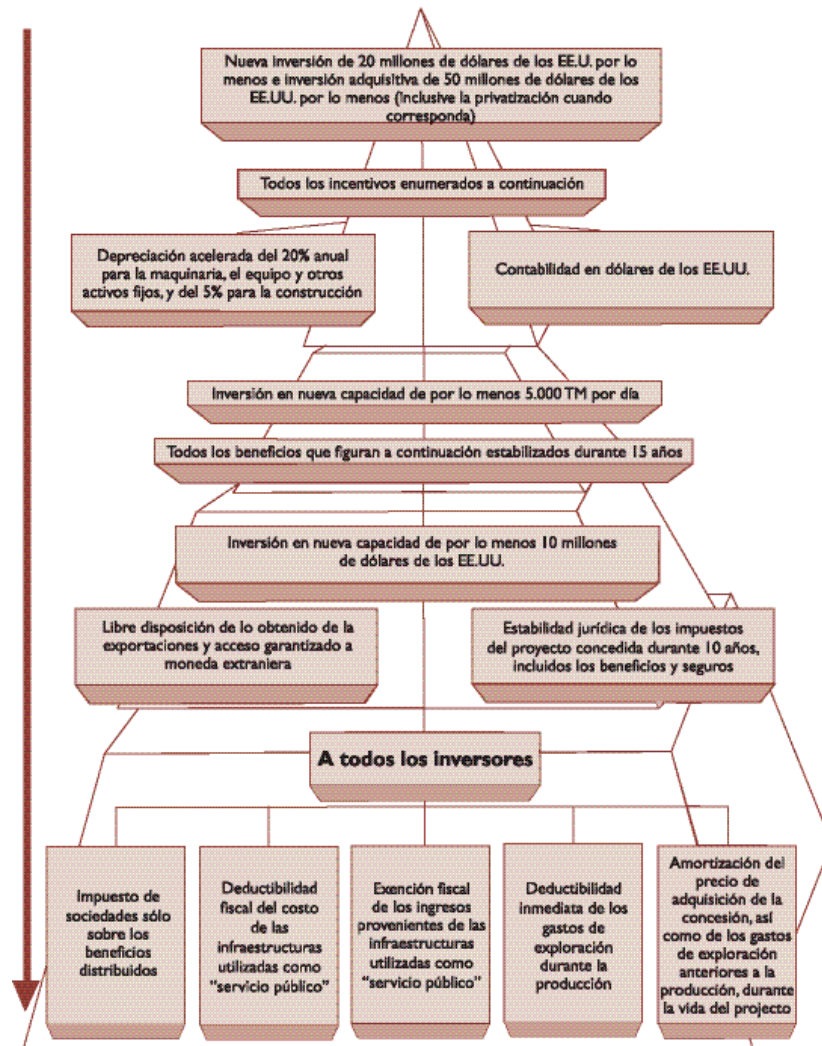 Nueva inversión de 20 millones de dólares de los EE.U. por lo
menos e inversión adquisitiva de 50 millones de dólares de los
EE.UU. por lo menos (inclusive la privatización cuando
corresponda)
Todos los incentivos enumerados a continuación
Depreciación acelerada del 20% anual
para la maquinaria, el equipo y otros
activos fijos, y del 5% para la construcción
Contabilidad en dólares de los EE.UU.
Inversión en nueva capacidad de por lo menos 5.000 TM por día
Todos los beneficios que figuran a continuación estabilizados durante 15 años
Inversión en nueva capacidad de por lo menos 10 millones
de dólares de los EE.UU.
Libre disposición de lo obtenido de la
exportaciones y acceso garantizado a
moneda extraniera
Estabilidad jurídica de los impuestos
del proyecto concedida durante 10 años,
incluidos los beneficios y seguros
A todos los inversores
Impuesto de
sociedades sólo
sobre los
beneficios
distribuidos
Deductibilidad
fiscal del costo
de las
infraestructuras
utilizadas como
“servicio público”
Exención fiscal
de los ingresos
provenientes de las
infraestructuras
utilizadas como
“servicio público”
Deductibilidad
inmediata de los
gastos de
exploración
durante la
producción
Amortización del
precio de
adquisición de la
concesión, así
como de los gastos
de exploración
anteriores a la
producción, durante
la vida del projecto